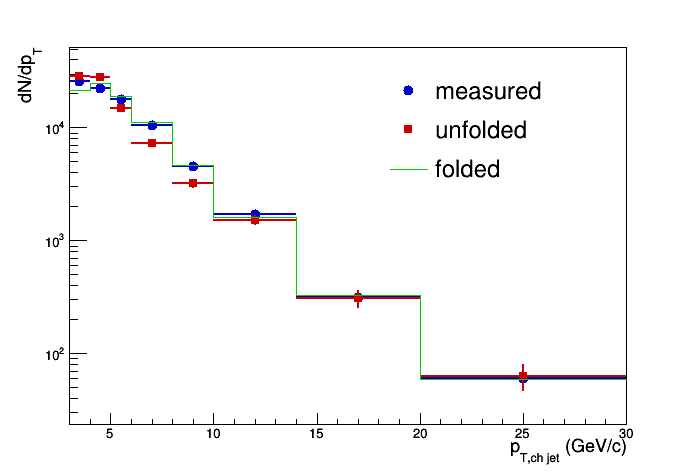 dN/dp_T
measured
unfolded
folded
10^4
10^3
10^2
5
10
15
20
25
30
p_T,ch jet (GeV/c)